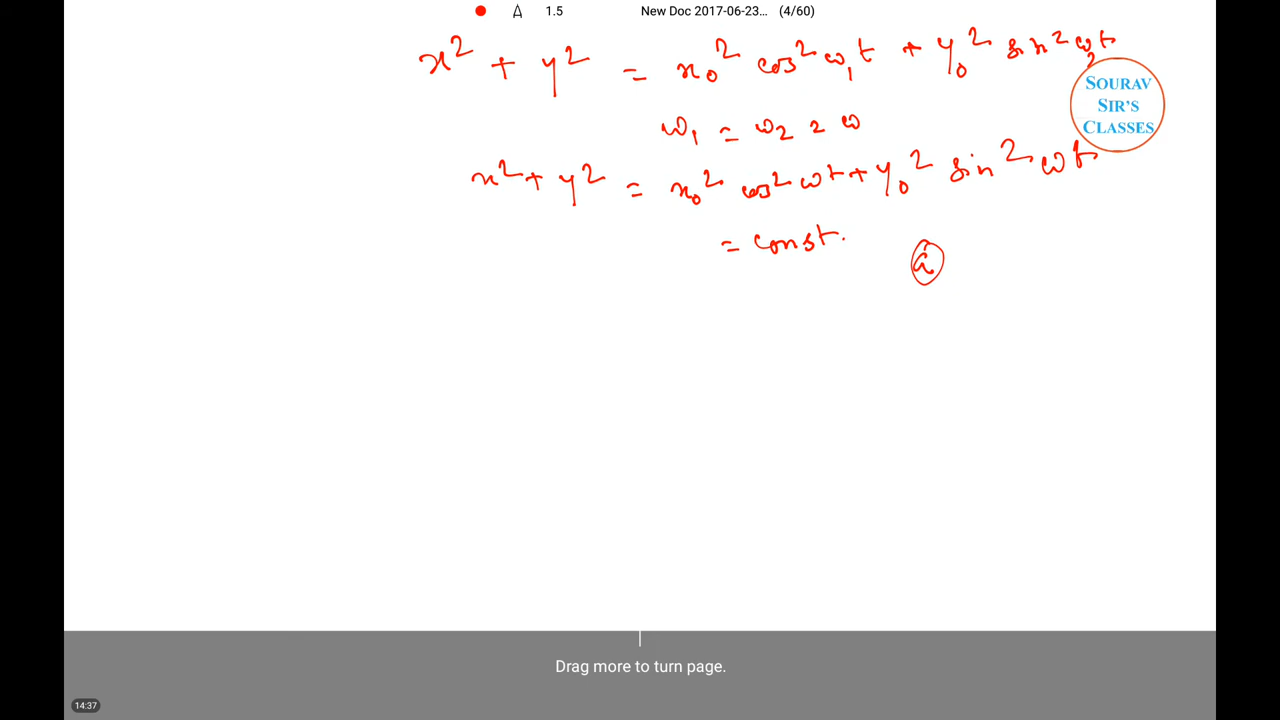 A 1.5 New Doc 2017-06-23... (4/60)
x² + y² = x₀² cos² ω₁t + y₀² sin² ω₂t
SOURAV
SIR'S
CLASSES
ω₁ = ω₂ = ω
x² + y² = x₀² cos² ωt + y₀² sin² ωt
= const.
Drag more to turn page.
14:37